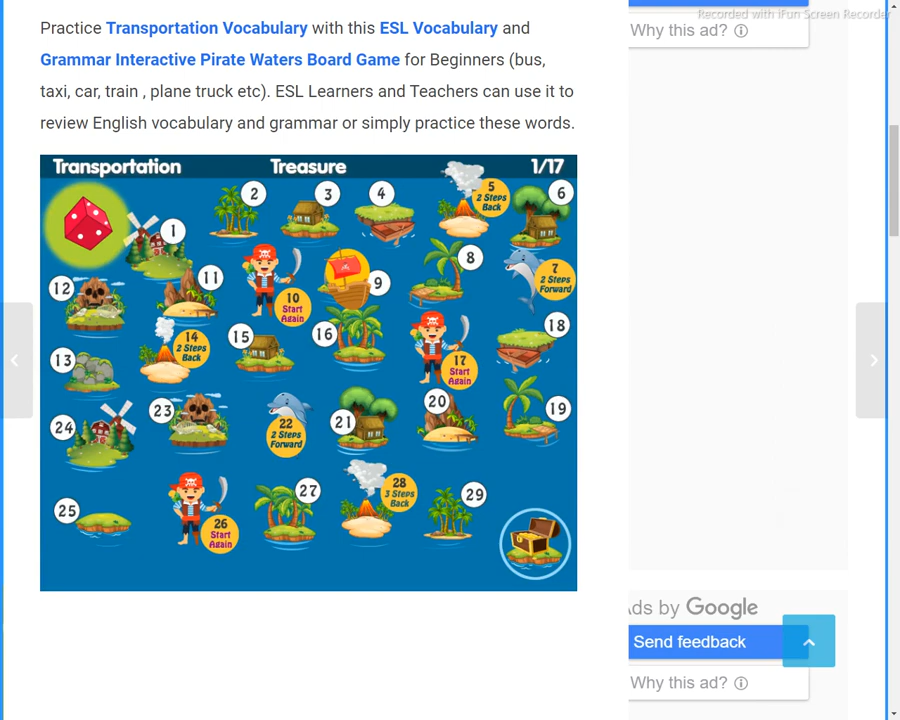 Recorded with iFun Screen Recorder
Practice Transportation Vocabulary with this ESL Vocabulary and
Grammar Interactive Pirate Waters Board Game for Beginners (bus,
taxi, car, train , plane truck etc). ESL Learners and Teachers can use it to
review English vocabulary and grammar or simply practice these words.
Why this ad?
Transportation Treasure 1/17
1
2
3
4
5
2 Steps
Back
6
7
2 Steps
Forward
8
9
10
Start
Again
11
12
13
14
2 Steps
Back
15
16
17
Start
Again
18
19
20
21
22
2 Steps
Forward
23
24
25
26
Start
Again
27
28
3 Steps
Back
29
Ads by Google
Send feedback
Why this ad?